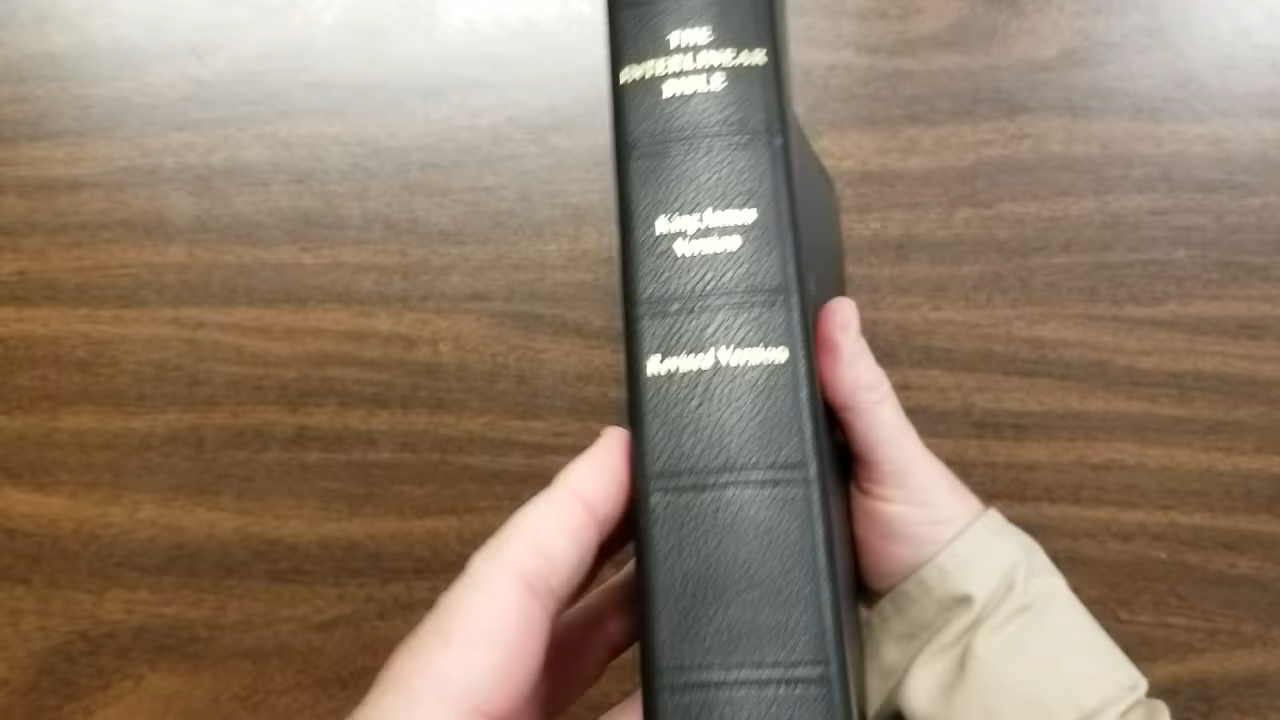 THE
INTERLINEAR
BIBLE
King James
Version
Revised Version